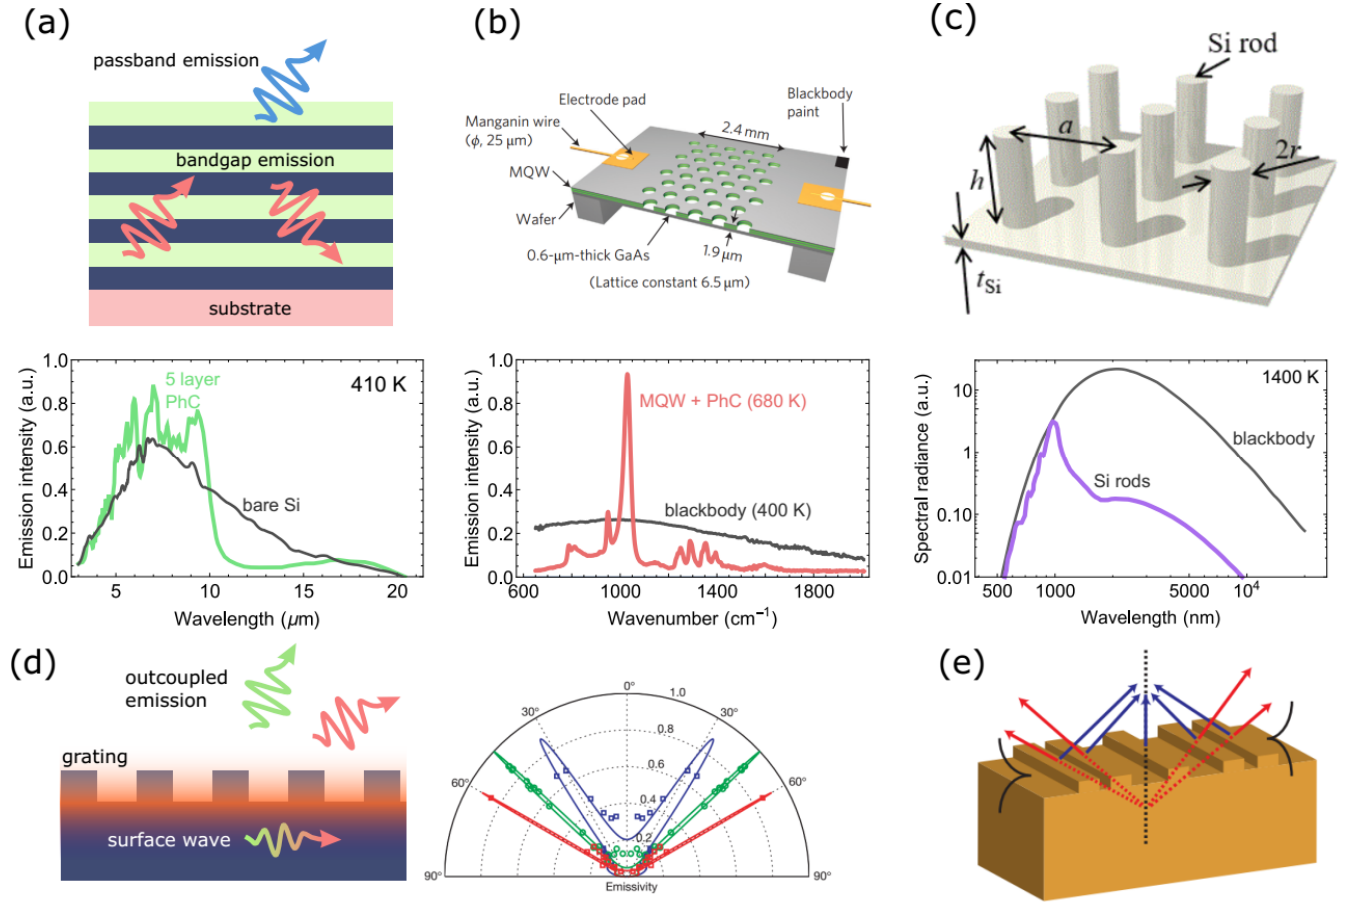 (a)
passband emission
bandgap emission
substrate
(b)
Electrode pad
Blackbody
paint
Manganin wire
(ϕ, 25 μm)
2.4 mm
MQW
Wafer
1.9 μm
0.6-μm-thick GaAs
(Lattice constant 6.5 μm)
(c)
Si rod
a
2r
h
tSi
Emission intensity (a.u.)
1.0
0.8
0.6
0.4
0.2
0.0
5 layer
PhC
410 K
bare Si
5
10
15
20
Wavelength (μm)
Emission intensity (a.u.)
1.0
0.8
0.6
0.4
0.2
0.0
MQW + PhC (680 K)
blackbody (400 K)
600
1000
1400
1800
Wavenumber (cm⁻¹)
Spectral radiance (a.u.)
10
1
0.10
0.01
1400 K
blackbody
Si rods
500
1000
5000
10⁴
Wavelength (nm)
(d)
outcoupled
emission
grating
surface wave
0°
1.0
30°
30°
0.8
0.6
60°
60°
0.4
0.2
90°
90°
Emissivity
(e)